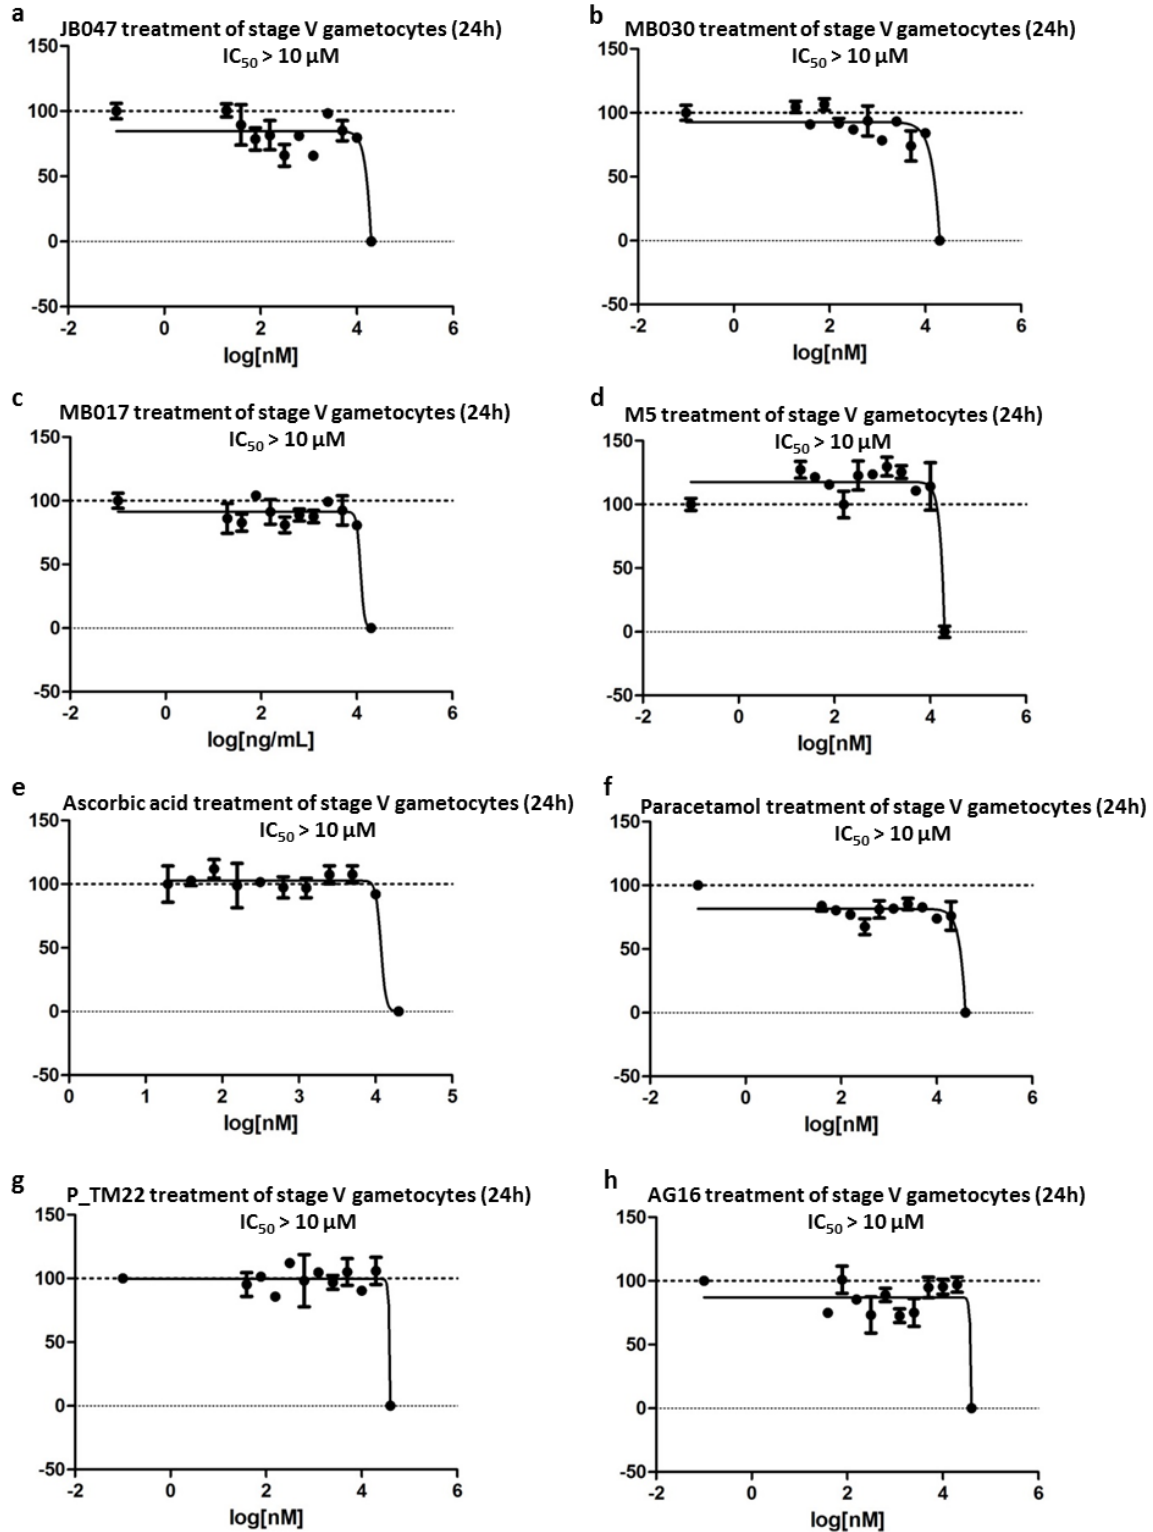 a
JB047 treatment of stage V gametocytes (24h)
IC50 > 10 µM
150
100
50
0
-50
-2 0 2 4 6
log[nM]
b
MB030 treatment of stage V gametocytes (24h)
IC50 > 10 µM
150
100
50
0
-50
-2 0 2 4 6
log[nM]
c
MB017 treatment of stage V gametocytes (24h)
IC50 > 10 µM
150
100
50
0
-50
-2 0 2 4 6
log[ng/mL]
d
M5 treatment of stage V gametocytes (24h)
IC50 > 10 µM
150
100
50
0
-50
-2 0 2 4 6
log[nM]
e
Ascorbic acid treatment of stage V gametocytes (24h)
IC50 > 10 µM
150
100
50
0
-50
0 1 2 3 4 5
log[nM]
f
Paracetamol treatment of stage V gametocytes (24h)
IC50 > 10 µM
150
100
50
0
-50
-2 0 2 4 6
log[nM]
g
P_TM22 treatment of stage V gametocytes (24h)
IC50 > 10 µM
150
100
50
0
-50
-2 0 2 4 6
log[nM]
h
AG16 treatment of stage V gametocytes (24h)
IC50 > 10 µM
150
100
50
0
-50
-2 0 2 4 6
log[nM]